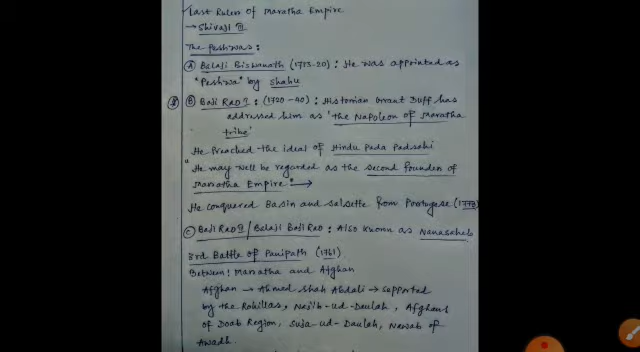 Last Rulers of Maratha Empire
→ Shivaji III
The Peshwas:
(A) Balaji Biswanath (1713-20): He was appointed as
"Peshwa" by Shahu
(B) Baji Rao I: (1720-40): Historian Grant Duff has
addressed him as 'the Napoleon of Maratha
tribe'
He Preached the ideal of Hindu Pada Padsahi
"He may well be regarded as the second founder of
Maratha Empire" →
He conquered Basin and Salsette from Portugese
(C) Baji Rao II / Balaji Baji Rao: Also known as Nanasaheb
3rd Battle of Panipath (1761)
Between: Maratha and Afghan
Afghan → Ahmed Shah Abdali → supported
by the Rohillas, Najib-ud-Daulah, Afghans
of Doab Region, Suja-ud-Daulah, Nawab of
Awadh